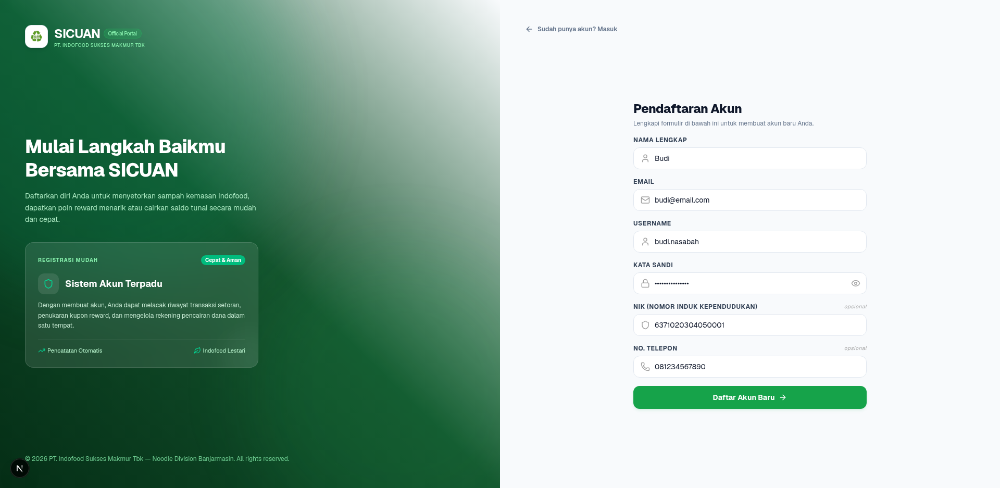 SICUAN
Official Portal
PT. INDOFOOD SUKSES MAKMUR TBK
Mulai Langkah Baikmu
Bersama SICUAN
Daftarkan diri Anda untuk menyetorkan sampah kemasan Indofood,
dapatkan poin reward menarik atau cairkan saldo tunai secara mudah
dan cepat.
REGISTRASI MUDAH
Cepat & Aman
Sistem Akun Terpadu
Dengan membuat akun, Anda dapat melacak riwayat transaksi setoran,
penukaran kupon reward, dan mengelola rekening pencairan dana dalam
satu tempat.
Pencatatan Otomatis
Indofood Lestari
© 2026 PT. Indofood Sukses Makmur Tbk — Noodle Division Banjarmasin. All rights reserved.
N
Sudah punya akun? Masuk
Pendaftaran Akun
Lengkapi formulir di bawah ini untuk membuat akun baru Anda.
NAMA LENGKAP
Budi
EMAIL
budi@email.com
USERNAME
budi.nasabah
KATA SANDI
•••••••••••••••
NIK (NOMOR INDUK KEPENDUDUKAN)
opsional
6371020304050001
NO. TELEPON
opsional
081234567890
Daftar Akun Baru